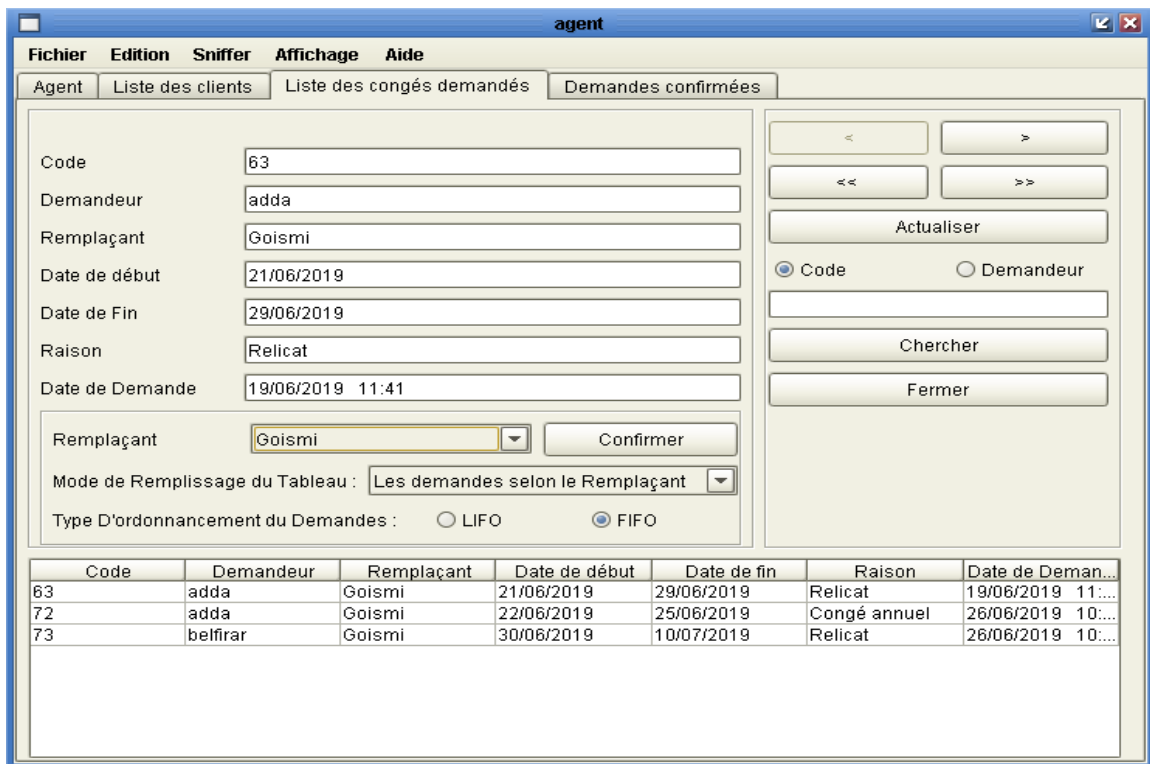 agent
Fichier Edition Sniffer Affichage Aide
Agent Liste des clients Liste des congés demandés Demandes confirmées
Code 63
Demandeur adda
Remplaçant Goismi
Date de début 21/06/2019
Date de Fin 29/06/2019
Raison Relicat
Date de Demande 19/06/2019 11:41
Remplaçant Goismi Confirmer
Mode de Remplissage du Tableau : Les demandes selon le Remplaçant
Type D'ordonnancement du Demandes : LIFO FIFO
< >
<< >>
Actualiser
Code Demandeur
Chercher
Fermer
Code Demandeur Remplaçant Date de début Date de fin Raison Date de Deman...
63 adda Goismi 21/06/2019 29/06/2019 Relicat 19/06/2019 11:...
72 adda Goismi 22/06/2019 25/06/2019 Congé annuel 26/06/2019 10:...
73 belfirar Goismi 30/06/2019 10/07/2019 Relicat 26/06/2019 10:...